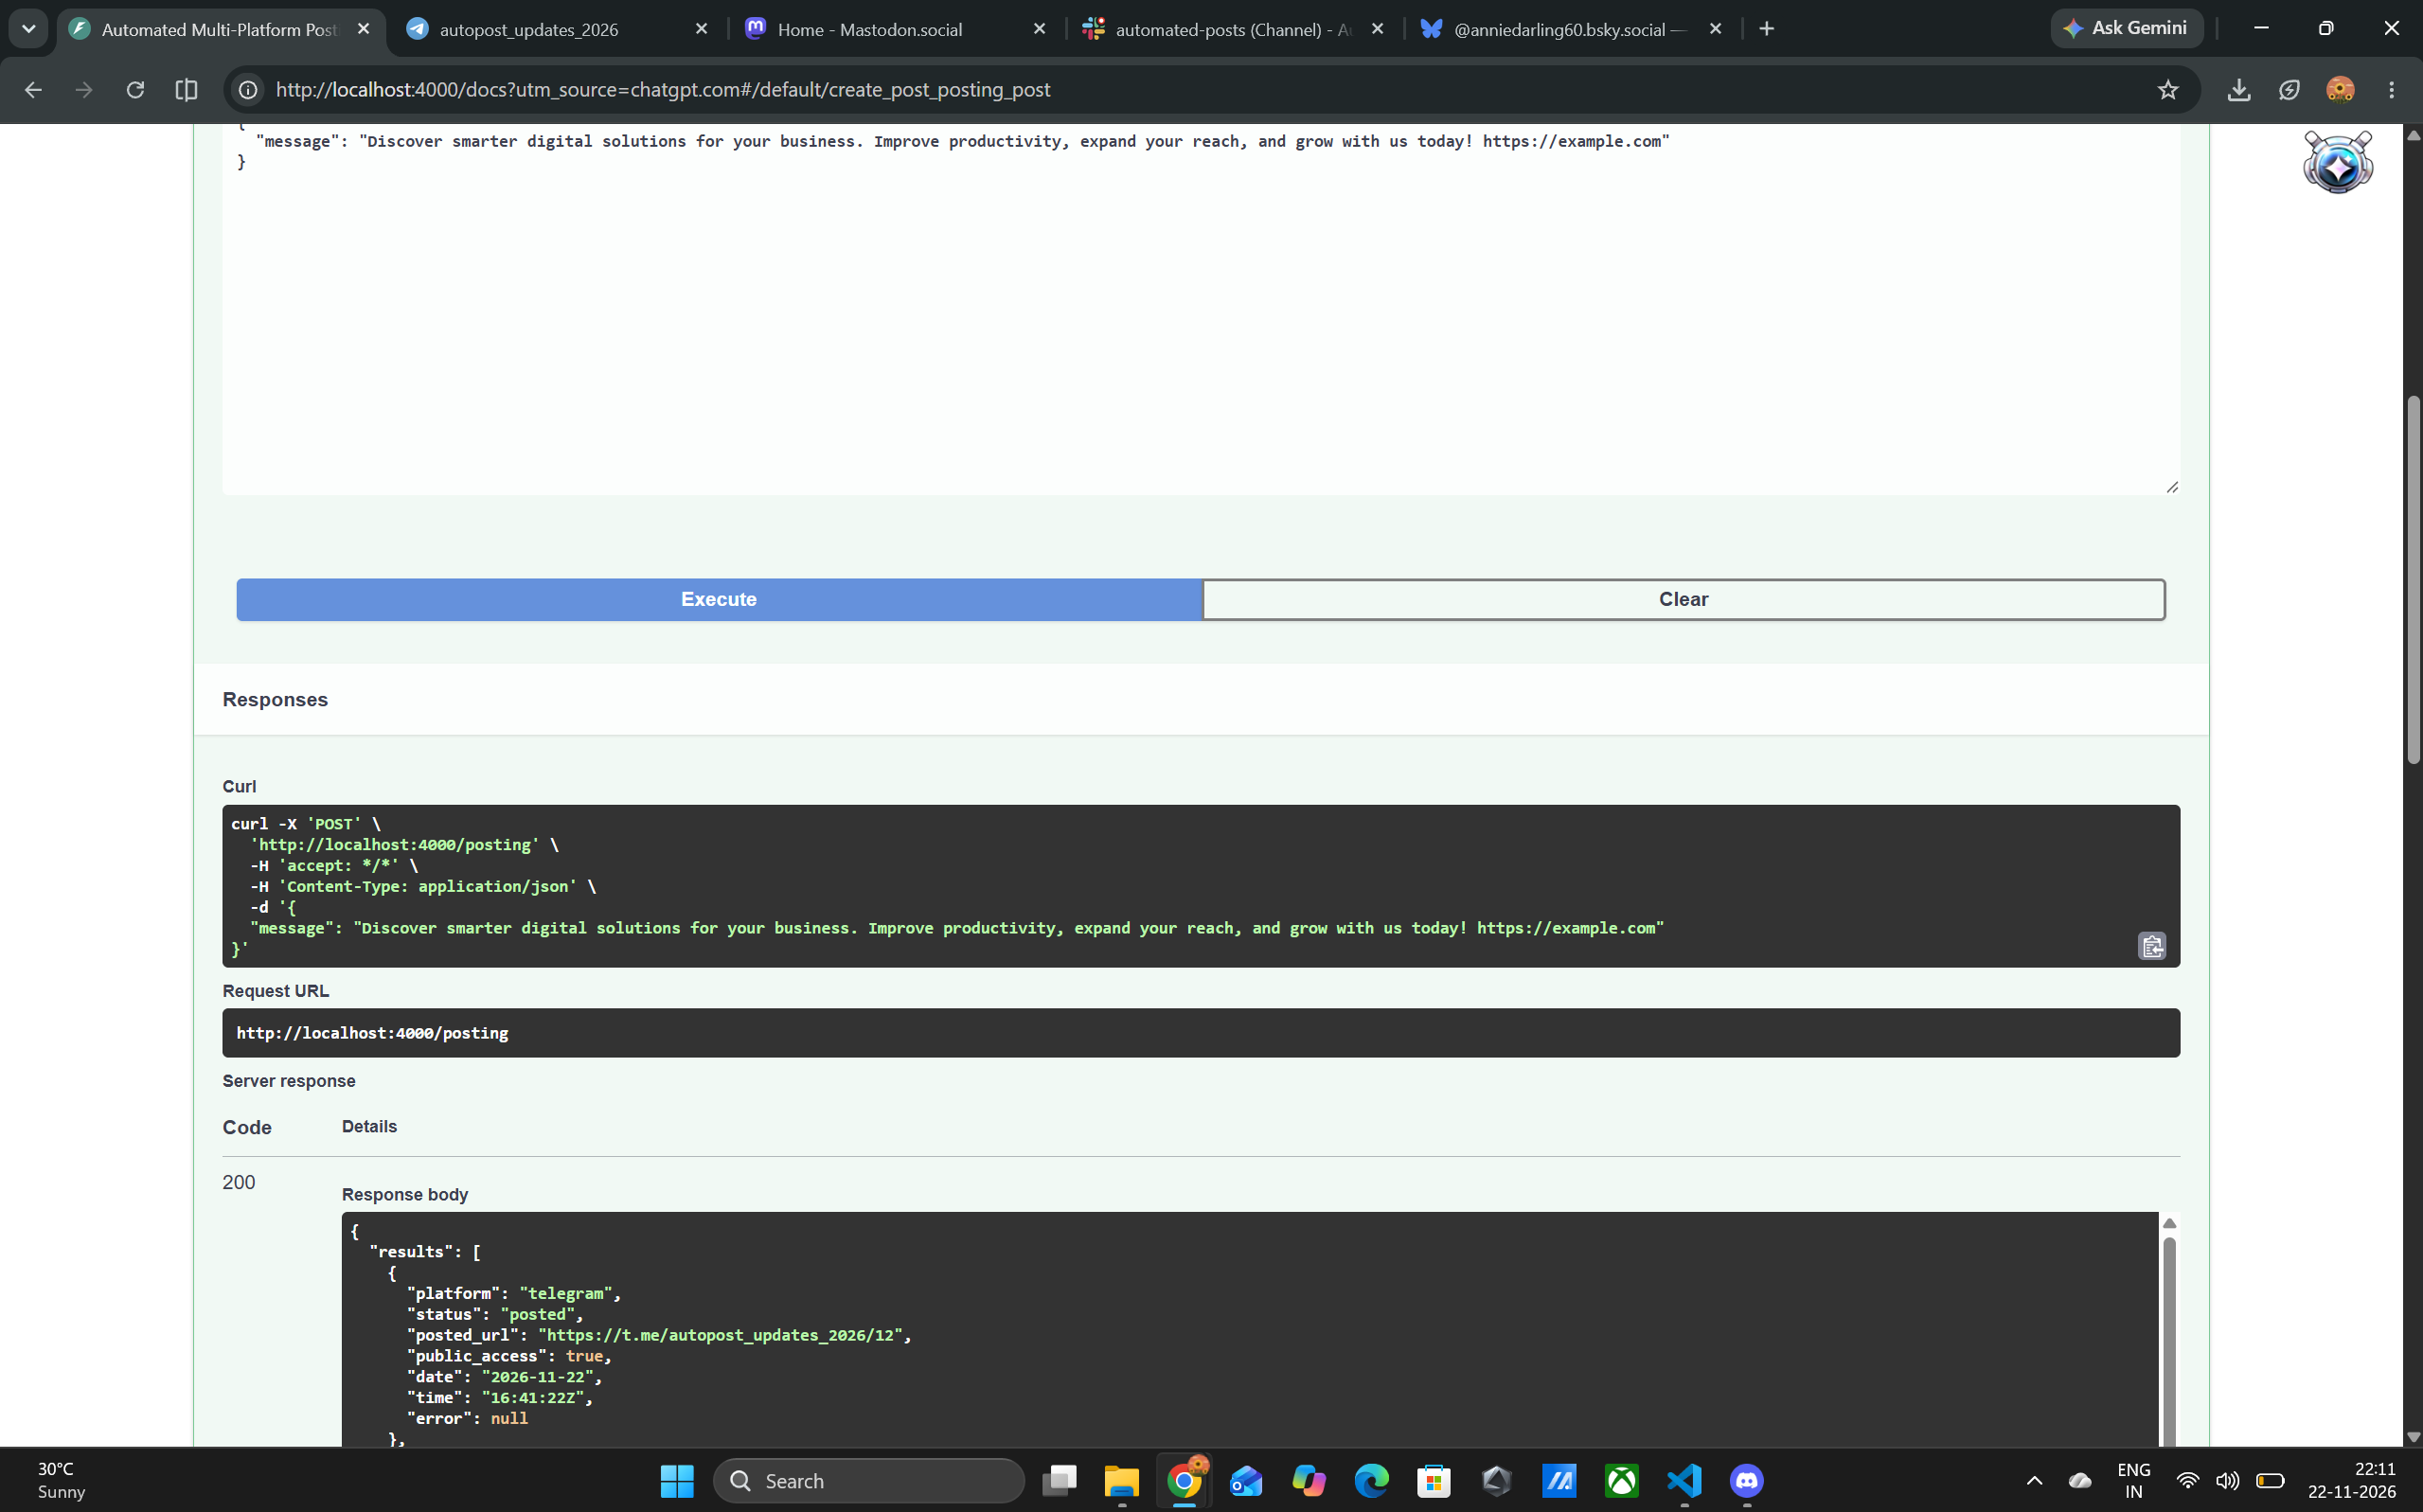 Automated Multi-Platform Post
autopost_updates_2026
Home - Mastodon.social
automated-posts (Channel) - A
@anniedarling60.bsky.social —
Ask Gemini
http://localhost:4000/docs?utm_source=chatgpt.com#/default/create_post_posting_post
{
"message": "Discover smarter digital solutions for your business. Improve productivity, expand your reach, and grow with us today! https://example.com"
}
Execute
Clear
Responses
Curl
curl -X 'POST' \
'http://localhost:4000/posting' \
-H 'accept: */*' \
-H 'Content-Type: application/json' \
-d '{
"message": "Discover smarter digital solutions for your business. Improve productivity, expand your reach, and grow with us today! https://example.com"
}'
Request URL
http://localhost:4000/posting
Server response
Code
Details
200
Response body
{
"results": [
{
"platform": "telegram",
"status": "posted",
"posted_url": "https://t.me/autopost_updates_2026/12",
"public_access": true,
"date": "2026-11-22",
"time": "16:41:22Z",
"error": null
},
30°C
Sunny
Search
ENG
IN
22:11
22-11-2026